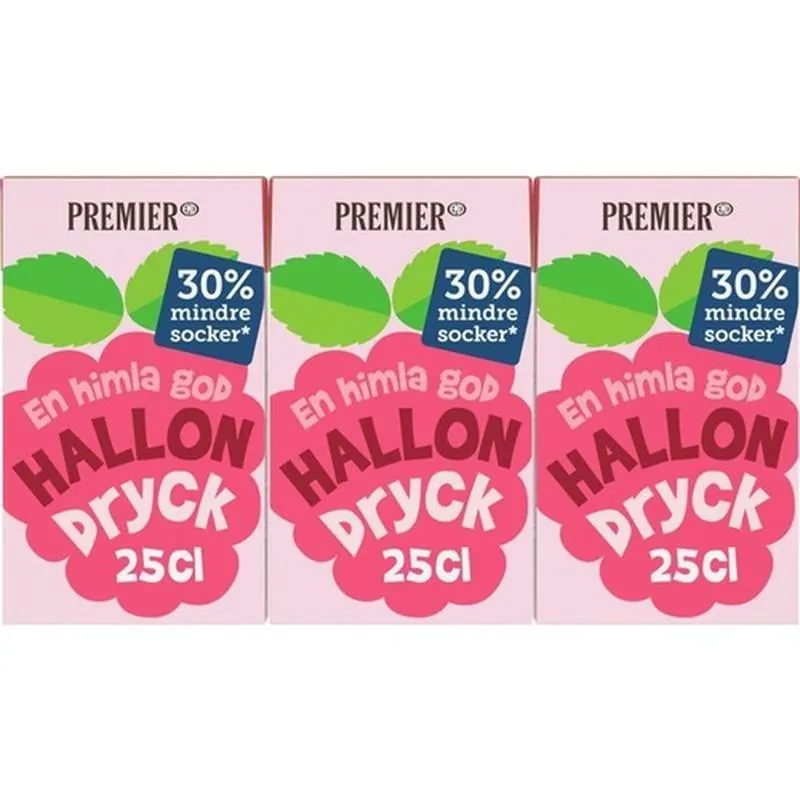 PREMIER
30%
mindre
socker*
En himla god
HALLON
Dryck
25cl
PREMIER
30%
mindre
socker*
En himla god
HALLON
Dryck
25cl
PREMIER
30%
mindre
socker*
En himla god
HALLON
Dryck
25cl